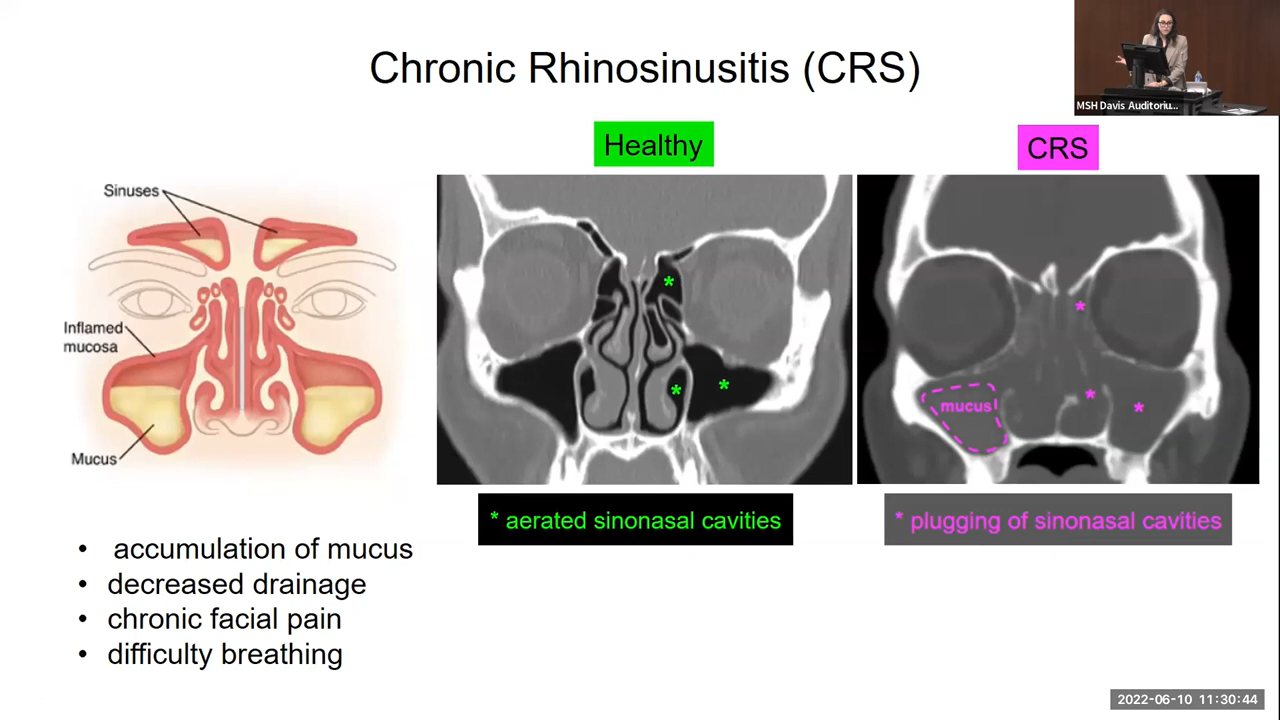 Chronic Rhinosinusitis (CRS)
MSH Davis Auditoriu...
Healthy
CRS
Sinuses
Inflamed
mucosa
Mucus
*
*
*
*
mucus
*
*
* aerated sinonasal cavities
* plugging of sinonasal cavities
• accumulation of mucus
• decreased drainage
• chronic facial pain
• difficulty breathing
2022-06-10 11:30:44